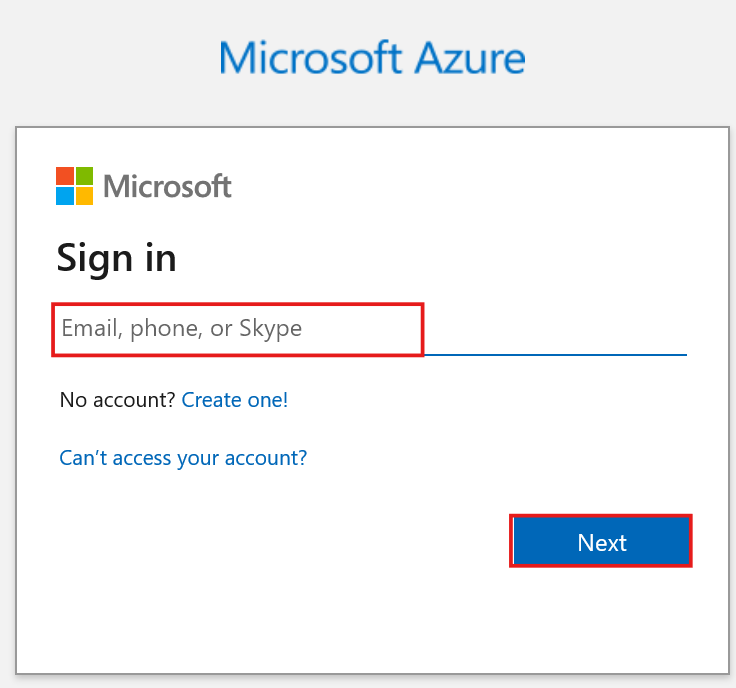 Microsoft Azure
Microsoft
Sign in
Email, phone, or Skype
No account? Create one!
Can't access your account?
Next